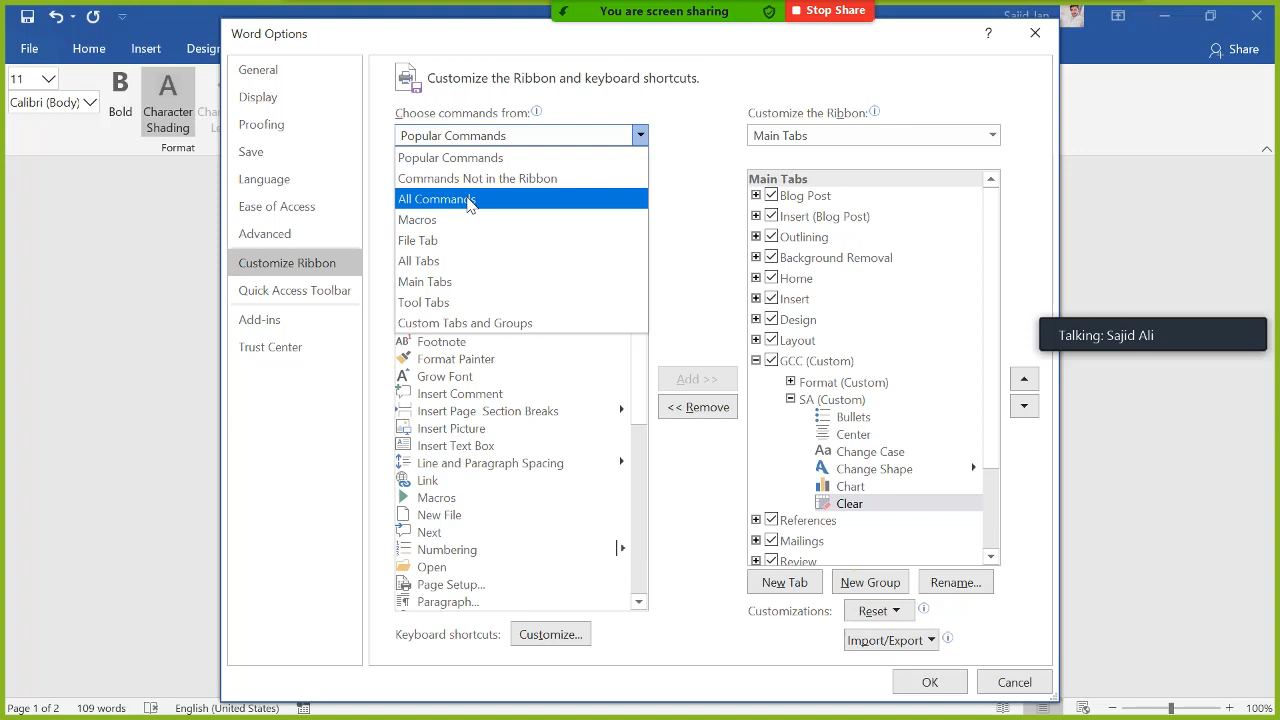 You are screen sharing
Stop Share
Sajid Jan
Word Options
File
Home
Insert
Share
11
Calibri (Body)
Bold
Character
Shading
Format
General
Display
Proofing
Save
Language
Ease of Access
Advanced
Customize Ribbon
Quick Access Toolbar
Add-ins
Trust Center
Customize the Ribbon and keyboard shortcuts.
Choose commands from:
Popular Commands
Popular Commands
Commands Not in the Ribbon
All Commands
Macros
File Tab
All Tabs
Main Tabs
Tool Tabs
Custom Tabs and Groups
Footnote
Format Painter
Grow Font
Insert Comment
Insert Page Section Breaks
Insert Picture
Insert Text Box
Line and Paragraph Spacing
Link
Macros
New File
Next
Numbering
Open
Page Setup...
Paragraph...
Keyboard shortcuts:
Customize...
Add >>
<< Remove
Customize the Ribbon:
Main Tabs
Main Tabs
Blog Post
Insert (Blog Post)
Outlining
Background Removal
Home
Insert
Design
Layout
GCC (Custom)
Format (Custom)
SA (Custom)
Bullets
Center
Change Case
Change Shape
Chart
Clear
References
Mailings
Review
New Tab
New Group
Rename...
Customizations:
Reset
Import/Export
OK
Cancel
Talking: Sajid Ali
Page 1 of 2
109 words
English (United States)
100%